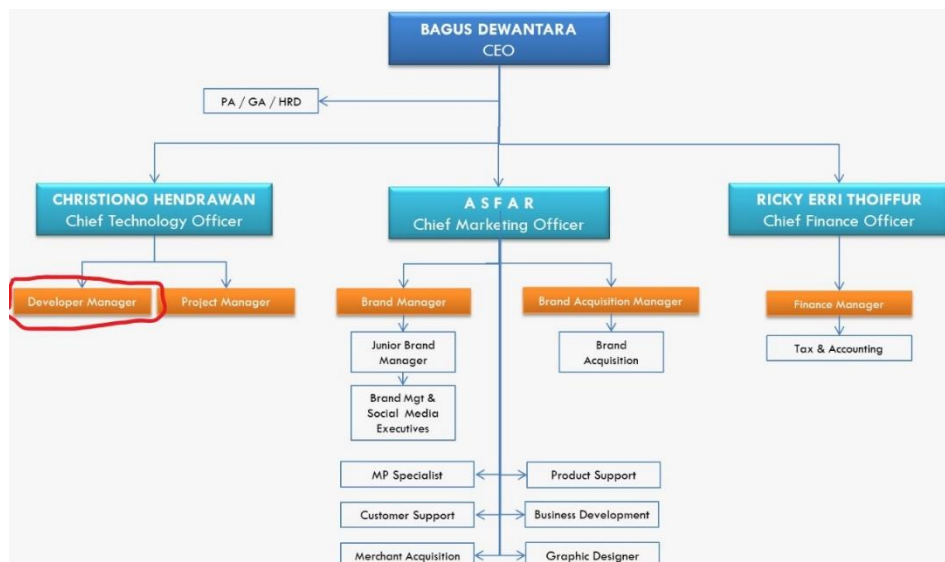 BAGUS DEWANTARA
CEO
PA / GA / HRD
CHRISTIONO HENDRAWAN
Chief Technology Officer
A S F A R
Chief Marketing Officer
RICKY ERRI THOIFFUR
Chief Finance Officer
Developer Manager
Project Manager
Brand Manager
Brand Acquisition Manager
Finance Manager
Junior Brand
Manager
Brand
Acquisition
Tax & Accounting
Brand Mgt &
Social Media
Executives
MP Specialist
Product Support
Customer Support
Business Development
Merchant Acquisition
Graphic Designer